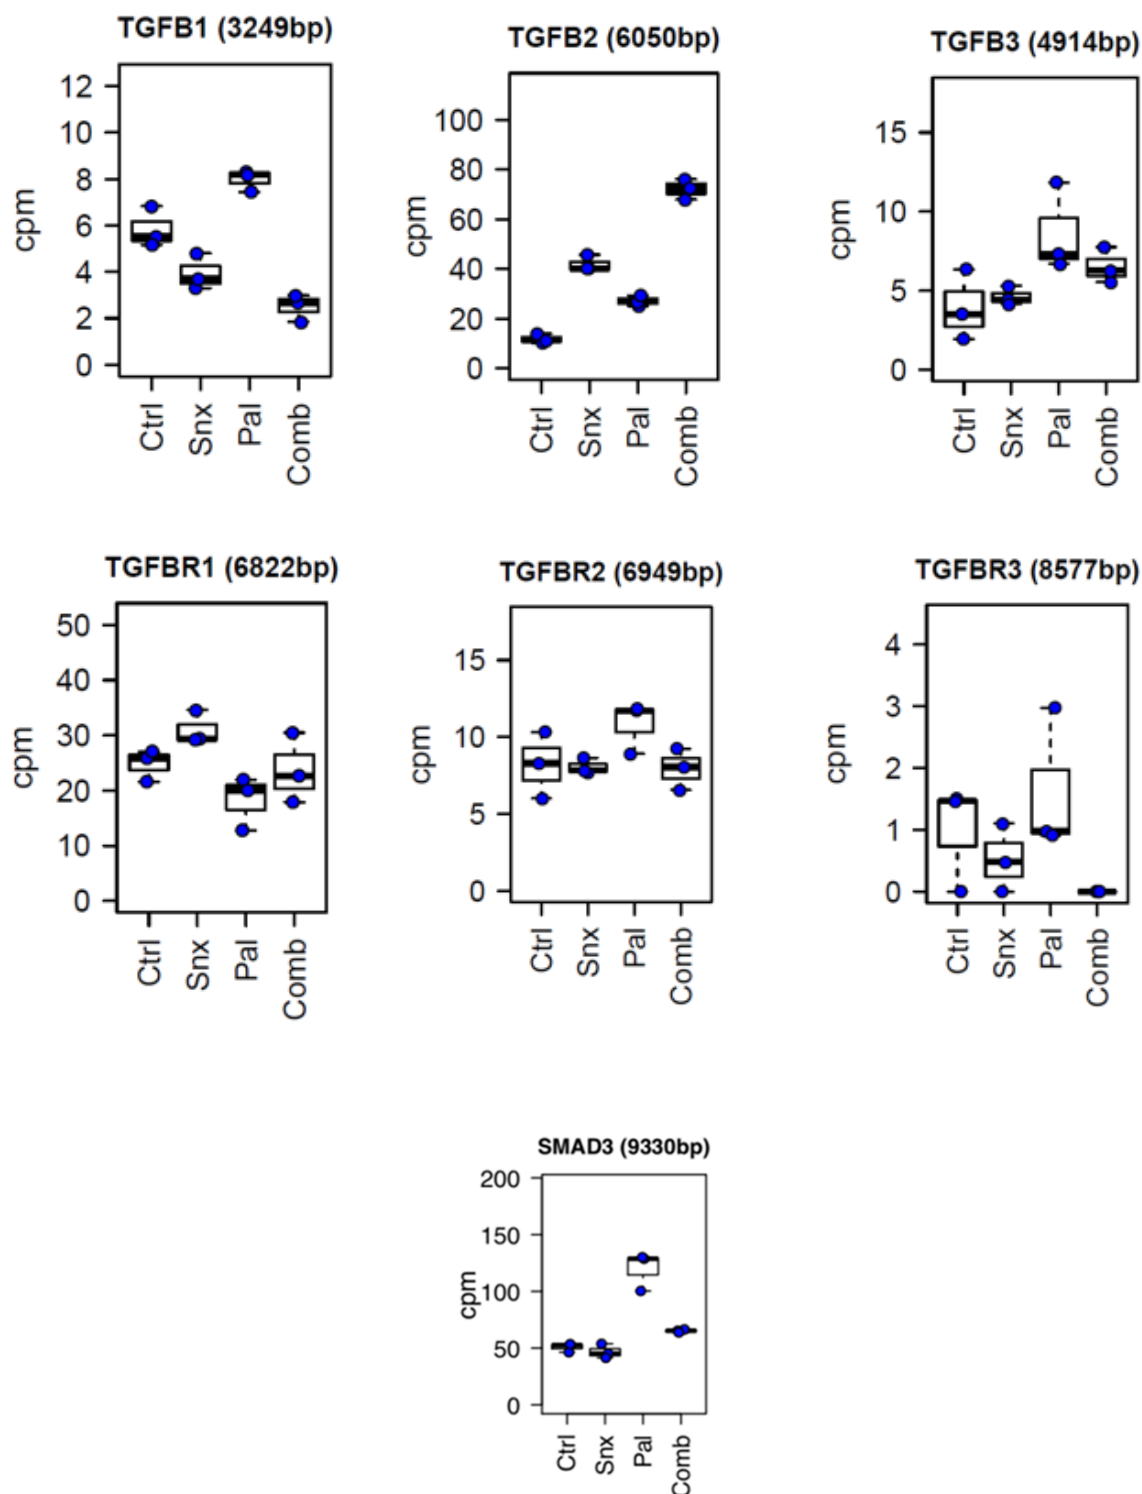 TGFB1 (3249bp)
12
10
8
6
4
2
0
cpm
Ctrl
Snx
Pal
Comb
TGFB2 (6050bp)
100
80
60
40
20
0
cpm
Ctrl
Snx
Pal
Comb
TGFB3 (4914bp)
15
10
5
0
cpm
Ctrl
Snx
Pal
Comb
TGFBR1 (6822bp)
50
40
30
20
10
0
cpm
Ctrl
Snx
Pal
Comb
TGFBR2 (6949bp)
15
10
5
0
cpm
Ctrl
Snx
Pal
Comb
TGFBR3 (8577bp)
4
3
2
1
0
cpm
Ctrl
Snx
Pal
Comb
SMAD3 (9330bp)
200
150
100
50
0
cpm
Ctrl
Snx
Pal
Comb